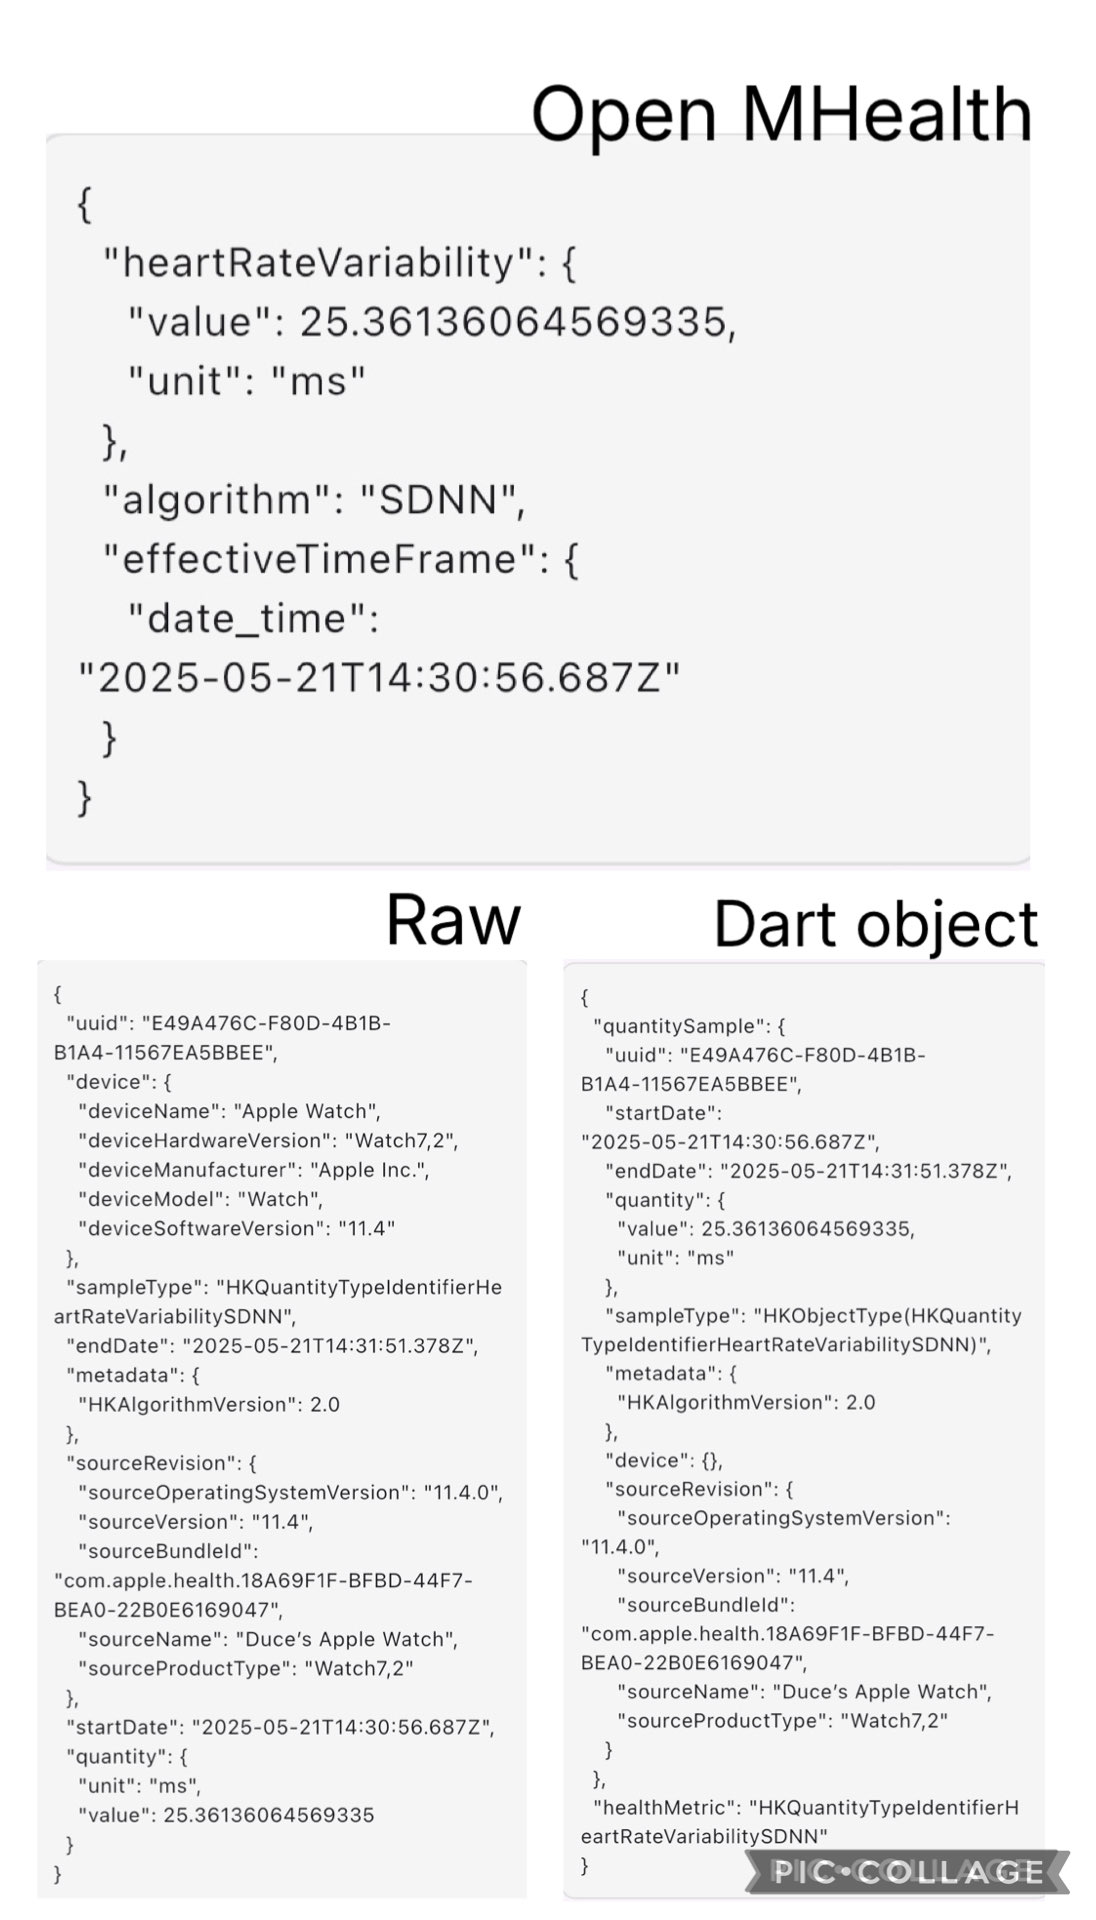 Open MHealth
{
"heartRateVariability": {
"value": 25.36136064569335,
"unit": "ms"
},
"algorithm": "SDNN",
"effectiveTimeFrame": {
"date_time":
"2025-05-21T14:30:56.687Z"
}
}
Raw
{
"uuid": "E49A476C-F80D-4B1B-
B1A4-11567EA5BBEE",
"device": {
"deviceName": "Apple Watch",
"deviceHardwareVersion": "Watch7,2",
"deviceManufacturer": "Apple Inc.",
"deviceModel": "Watch",
"deviceSoftwareVersion": "11.4"
},
"sampleType": "HKQuantityTypeIdentifierHe
artRateVariabilitySDNN",
"endDate": "2025-05-21T14:31:51.378Z",
"metadata": {
"HKAlgorithmVersion": 2.0
},
"sourceRevision": {
"sourceOperatingSystemVersion": "11.4.0",
"sourceVersion": "11.4",
"sourceBundleId":
"com.apple.health.18A69F1F-BFBD-44F7-
BEA0-22B0E6169047",
"sourceName": "Duce’s Apple Watch",
"sourceProductType": "Watch7,2"
},
"startDate": "2025-05-21T14:30:56.687Z",
"quantity": {
"unit": "ms",
"value": 25.36136064569335
}
}
Dart object
{
"quantitySample": {
"uuid": "E49A476C-F80D-4B1B-
B1A4-11567EA5BBEE",
"startDate":
"2025-05-21T14:30:56.687Z",
"endDate": "2025-05-21T14:31:51.378Z",
"quantity": {
"value": 25.36136064569335,
"unit": "ms"
},
"sampleType": "HKObjectType(HKQuantity
TypeIdentifierHeartRateVariabilitySDNN)",
"metadata": {
"HKAlgorithmVersion": 2.0
},
"device": {},
"sourceRevision": {
"sourceOperatingSystemVersion":
"11.4.0",
"sourceVersion": "11.4",
"sourceBundleId":
"com.apple.health.18A69F1F-BFBD-44F7-
BEA0-22B0E6169047",
"sourceName": "Duce’s Apple Watch",
"sourceProductType": "Watch7,2"
}
},
"healthMetric": "HKQuantityTypeIdentifierH
eartRateVariabilitySDNN"
}
PIC•COLLAGE